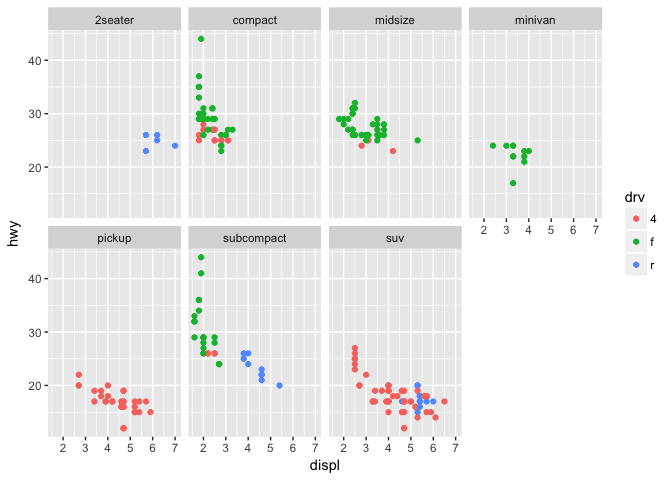 2seater compact midsize minivan
40
30
20
2 3 4 5 6 7
pickup subcompact suv
40
30
20
2 3 4 5 6 7 2 3 4 5 6 7 2 3 4 5 6 7
displ
hwy
drv
4
f
r